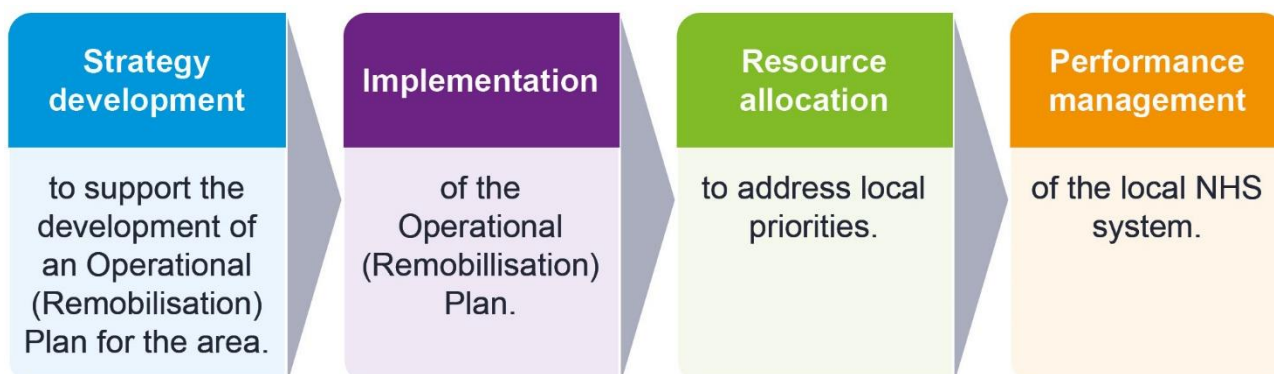 Strategy
development
to support the
development of
an Operational
(Remobilisation)
Plan for the area.
Implementation
of the
Operational
(Remobillisation)
Plan.
Resource
allocation
to address local
priorities.
Performance
management
of the local NHS
system.